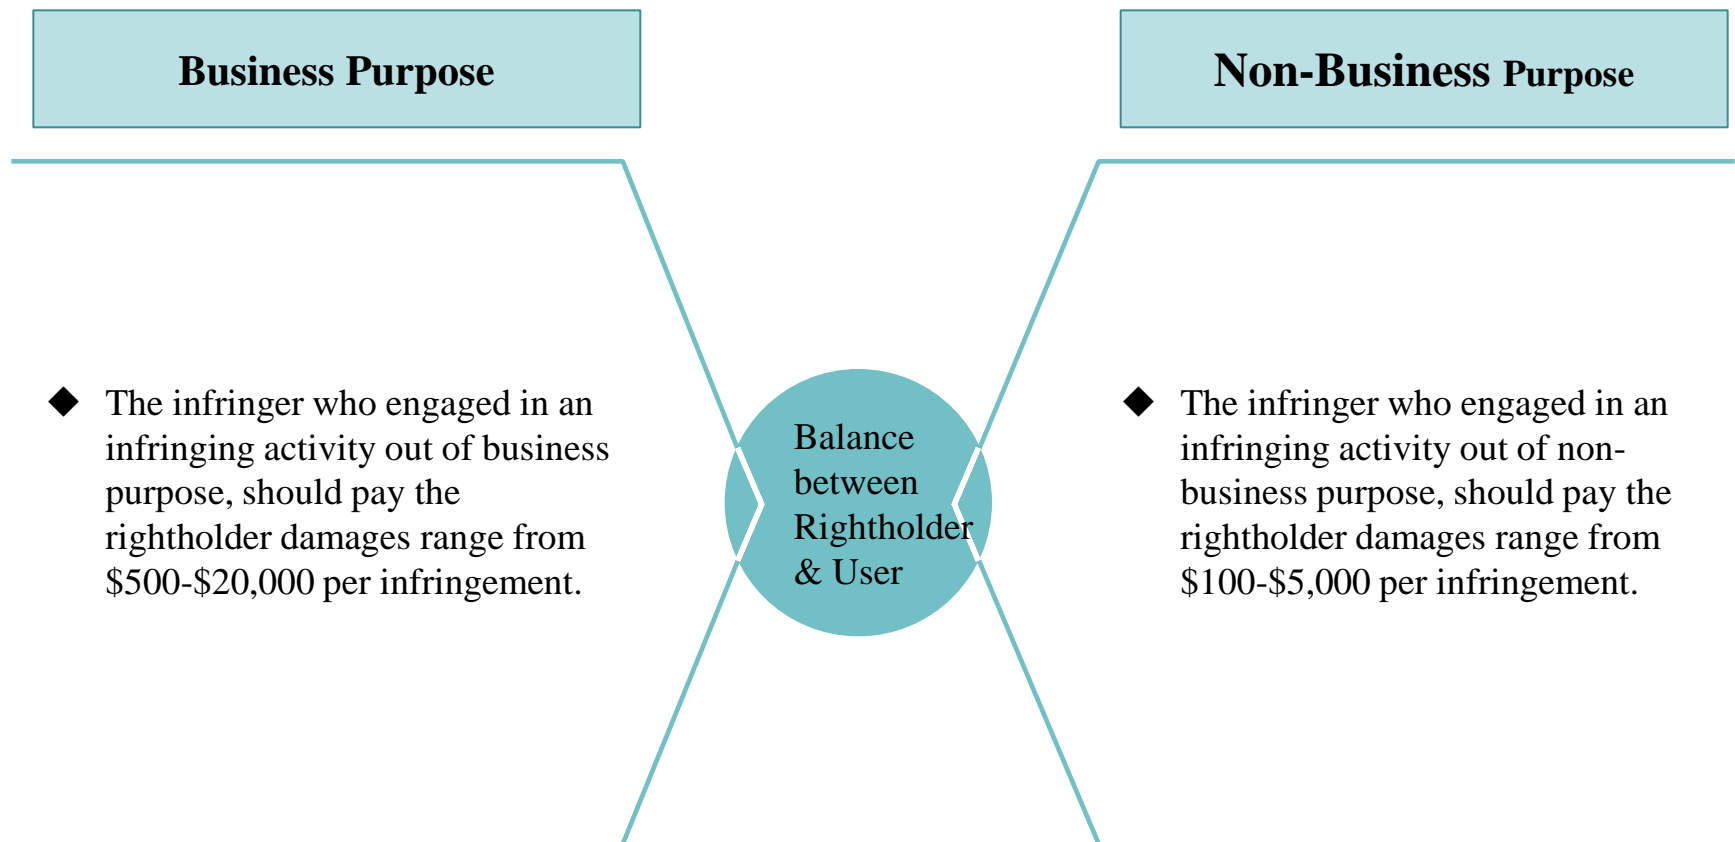 Business Purpose
Non-Business Purpose
The infringer who engaged in an
infringing activity out of business
purpose, should pay the
rightholder damages range from
$500-$20,000 per infringement.
Balance
between
Rightholder
& User
The infringer who engaged in an
infringing activity out of non-
business purpose, should pay the
rightholder damages range from
$100-$5,000 per infringement.